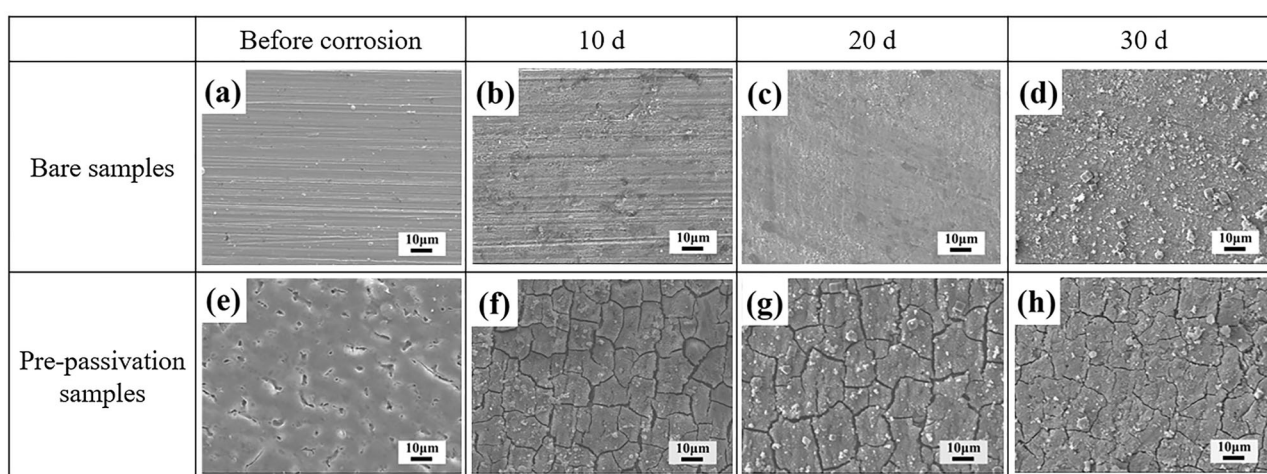 Before corrosion
10 d
20 d
30 d
Bare samples
(a)
10μm
(b)
10μm
(c)
10μm
(d)
10μm
Pre-passivation
samples
(e)
10μm
(f)
10μm
(g)
10μm
(h)
10μm